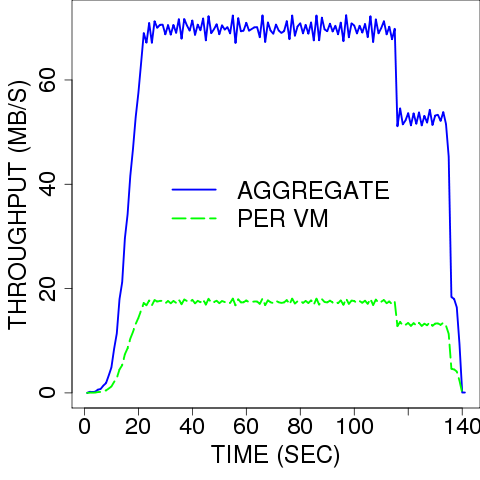 THROUGHPUT (MB/S)
60
40
20
0
AGGREGATE
PER VM
0 20 40 60 80 100 140
TIME (SEC)